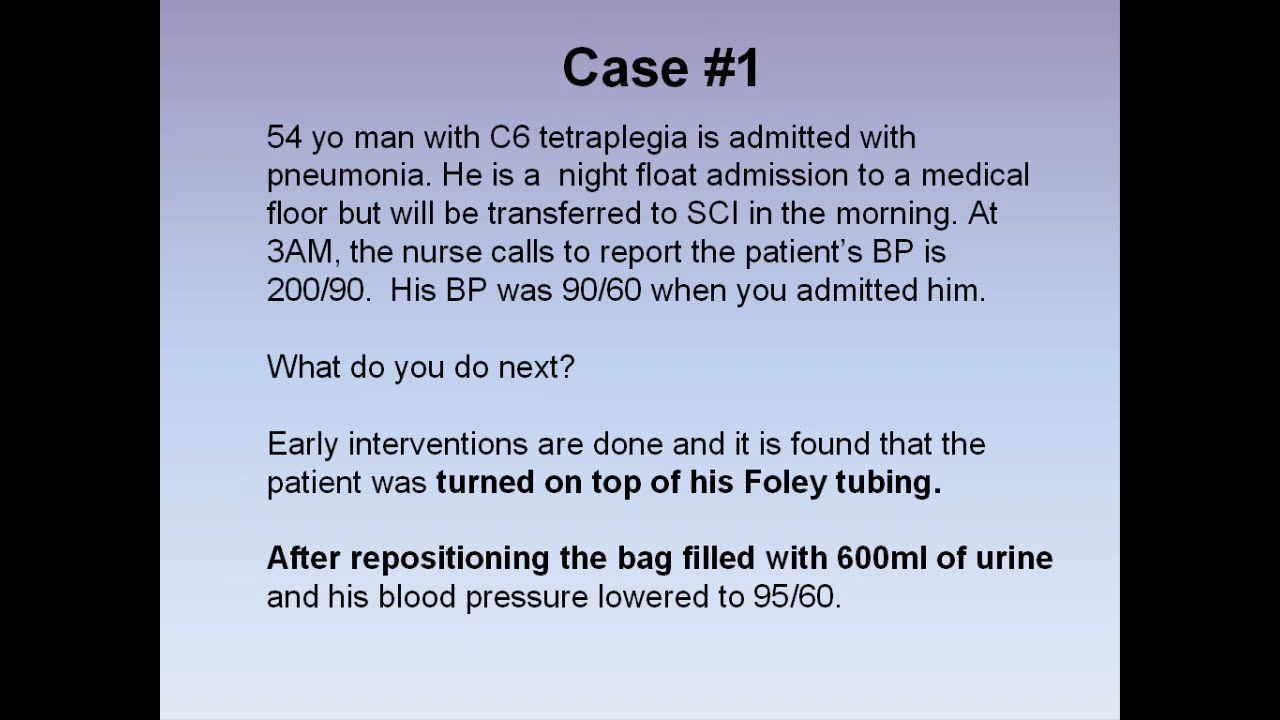 Case #1
54 yo man with C6 tetraplegia is admitted with
pneumonia. He is a  night float admission to a medical
floor but will be transferred to SCI in the morning. At
3AM, the nurse calls to report the patient’s BP is
200/90.  His BP was 90/60 when you admitted him.
What do you do next?
Early interventions are done and it is found that the
patient was turned on top of his Foley tubing.
After repositioning the bag filled with 600ml of urine
and his blood pressure lowered to 95/60.